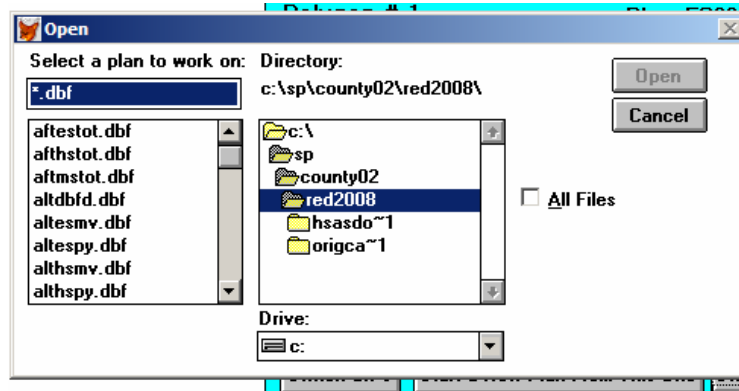 Open
Select a plan to work on:
Directory:
*.dbf
c:\sp\county02\red2008\
Open
Cancel
aftestot.dbf
afthstot.dbf
aftmstot.dbf
altdbfd.dbf
altesmv.dbf
altespy.dbf
althsmv.dbf
althspy.dbf
c:\
sp
county02
red2008
hsasdo~1
origca~1
All Files
Drive:
c: